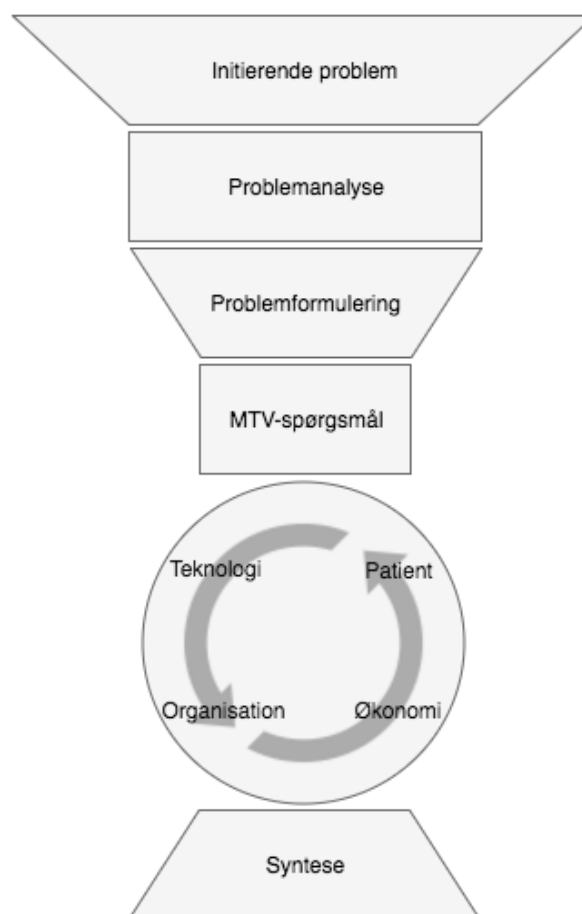 Initierende problem
Problemanalyse
Problemformulering
MTV-spørgsmål
Teknologi
Patient
Organisation
Økonomi
Syntese